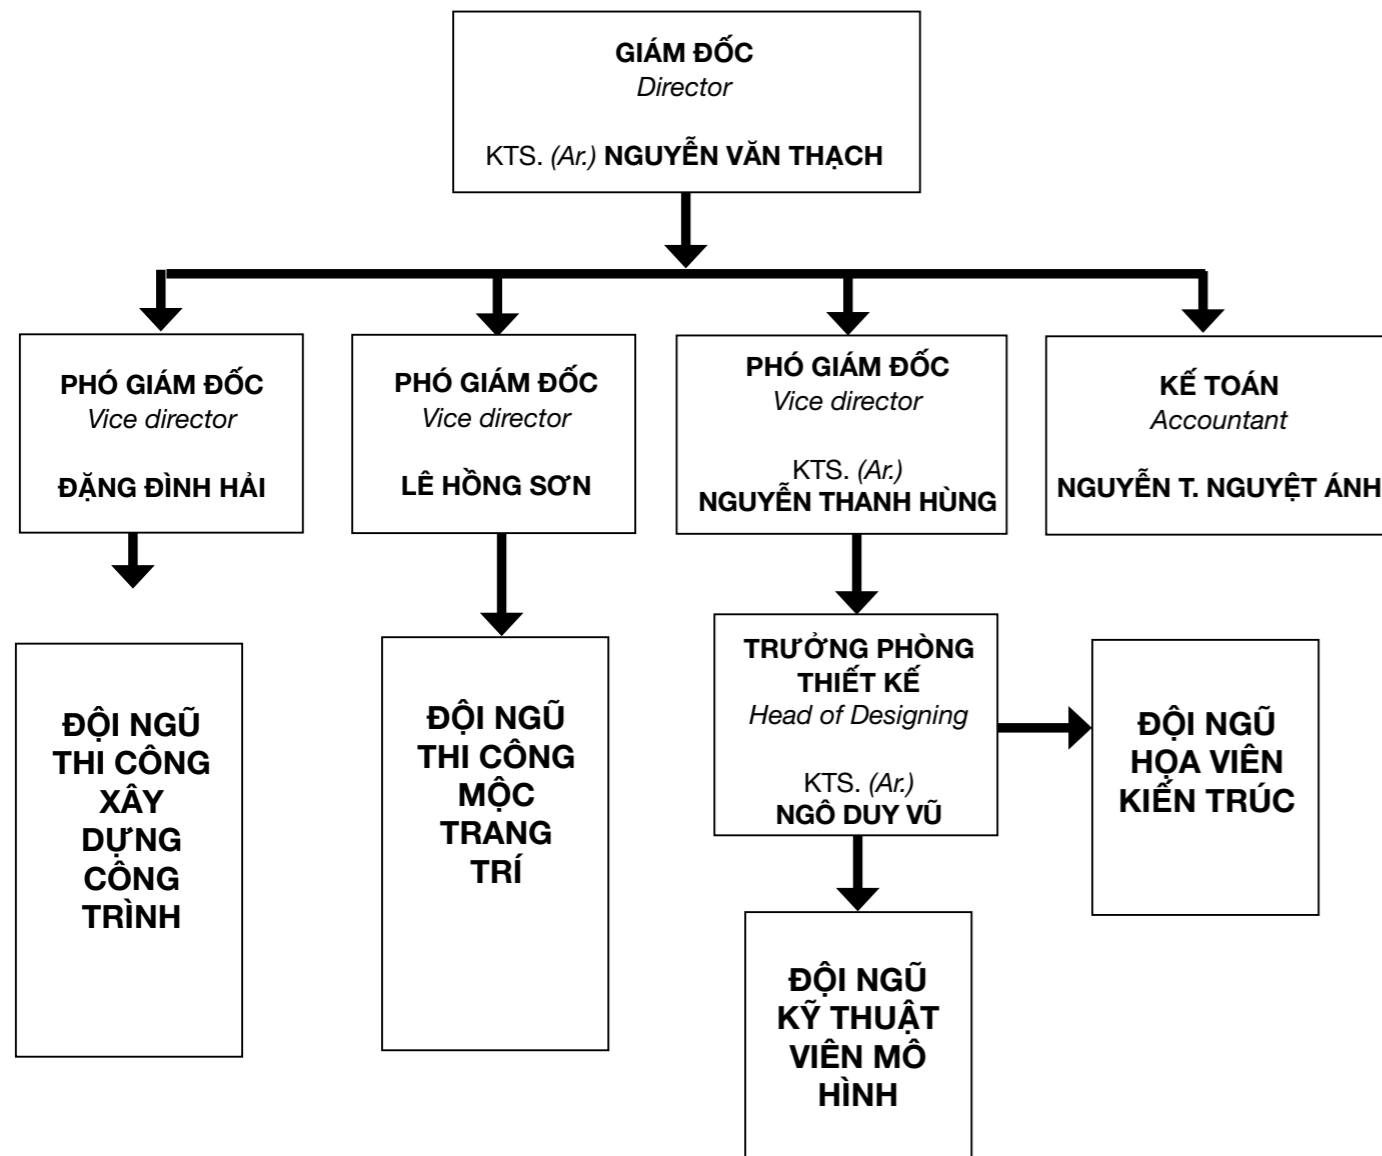 GIÁM ĐỐC
Director
KTS. (Ar.) NGUYỄN VĂN THẠCH
PHÓ GIÁM ĐỐC
Vice director
ĐẶNG ĐÌNH HẢI
PHÓ GIÁM ĐỐC
Vice director
LÊ HỒNG SƠN
PHÓ GIÁM ĐỐC
Vice director
KTS. (Ar.)
NGUYỄN THANH HÙNG
KẾ TOÁN
Accountant
NGUYỄN T. NGUYỆT ÁNH
ĐỘI NGŨ
THI CÔNG
XÂY
DỰNG
CÔNG
TRÌNH
ĐỘI NGŨ
THI CÔNG
MỘC
TRANG
TRÍ
TRƯỞNG PHÒNG
THIẾT KẾ
Head of Designing
KTS. (Ar.)
NGÔ DUY VŨ
ĐỘI NGŨ
HỌA VIÊN
KIẾN TRÚC
ĐỘI NGŨ
KỸ THUẬT
VIÊN MÔ
HÌNH